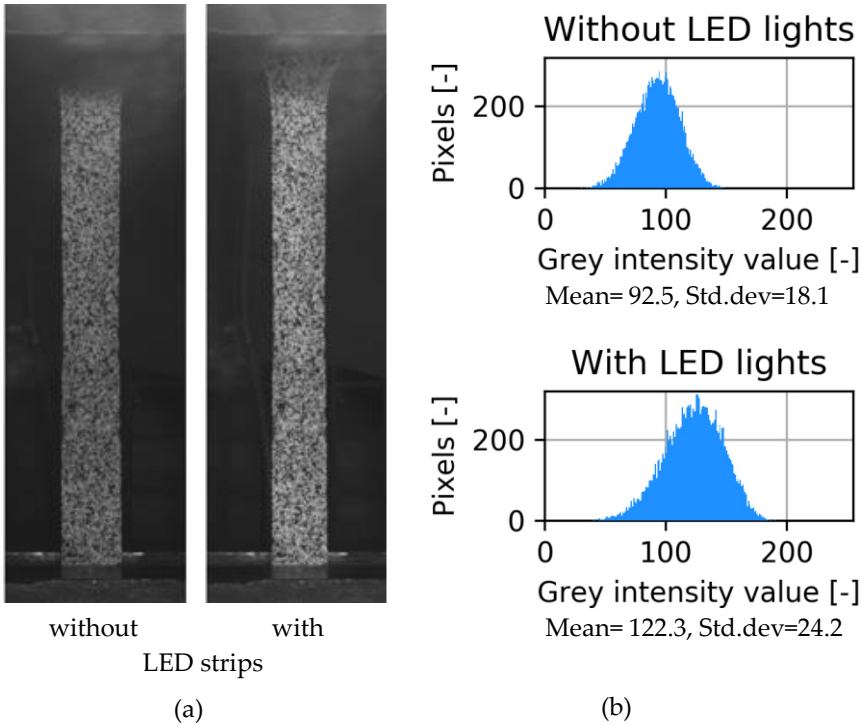 without
with
LED strips
(a)
Without LED lights
Pixels [-]
200
0
0 100 200
Grey intensity value [-]
Mean= 92.5, Std.dev=18.1
With LED lights
Pixels [-]
200
0
0 100 200
Grey intensity value [-]
Mean= 122.3, Std.dev=24.2
(b)